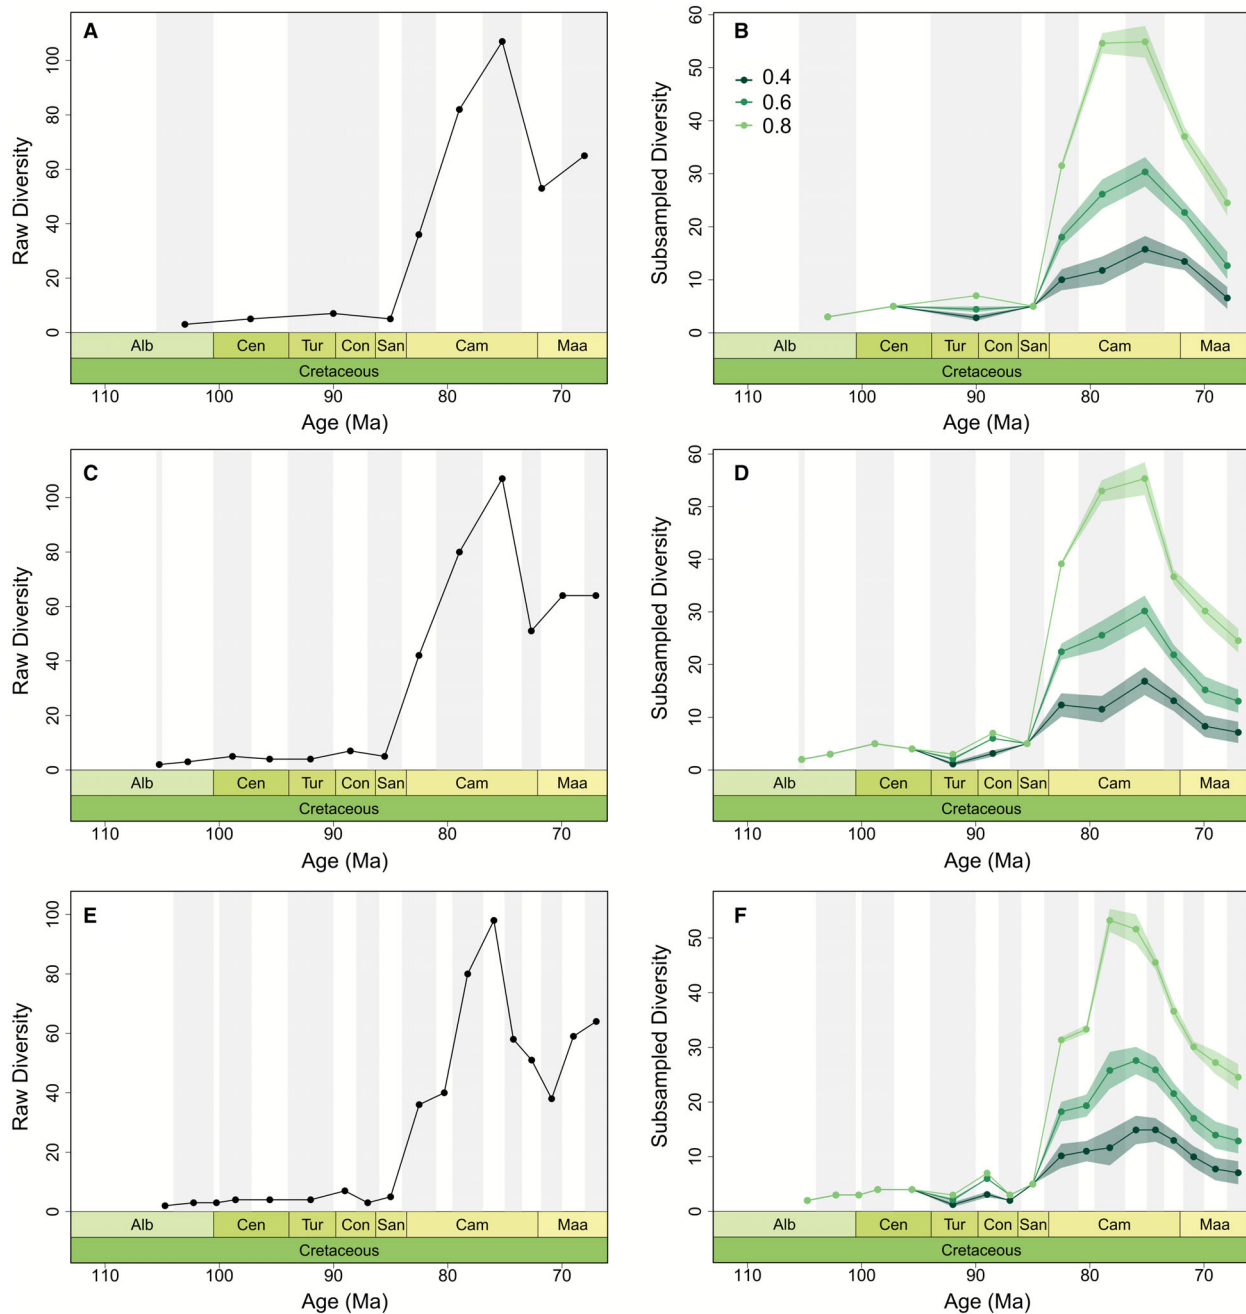 A
Raw Diversity
100
80
60
40
20
0
Alb Cen Tur Con San Cam Maa
Cretaceous
110 100 90 80 70
Age (Ma)
B
0.4
0.6
0.8
Subsampled Diversity
60
50
40
30
20
10
0
Alb Cen Tur Con San Cam Maa
Cretaceous
110 100 90 80 70
Age (Ma)
C
Raw Diversity
100
80
60
40
20
0
Alb Cen Tur Con San Cam Maa
Cretaceous
110 100 90 80 70
Age (Ma)
D
Subsampled Diversity
60
50
40
30
20
10
0
Alb Cen Tur Con San Cam Maa
Cretaceous
110 100 90 80 70
Age (Ma)
E
Raw Diversity
100
80
60
40
20
0
Alb Cen Tur Con San Cam Maa
Cretaceous
110 100 90 80 70
Age (Ma)
F
Subsampled Diversity
50
40
30
20
10
0
Alb Cen Tur Con San Cam Maa
Cretaceous
110 100 90 80 70
Age (Ma)